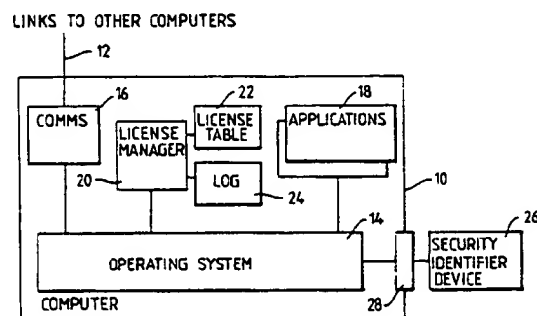 LINKS TO OTHER COMPUTERS
12
16
COMMS
22
LICENSE
TABLE
18
APPLICATIONS
LICENSE
MANAGER
20
LOG
24
10
14
OPERATING SYSTEM
26
SECURITY
IDENTIFIER
DEVICE
28
COMPUTER